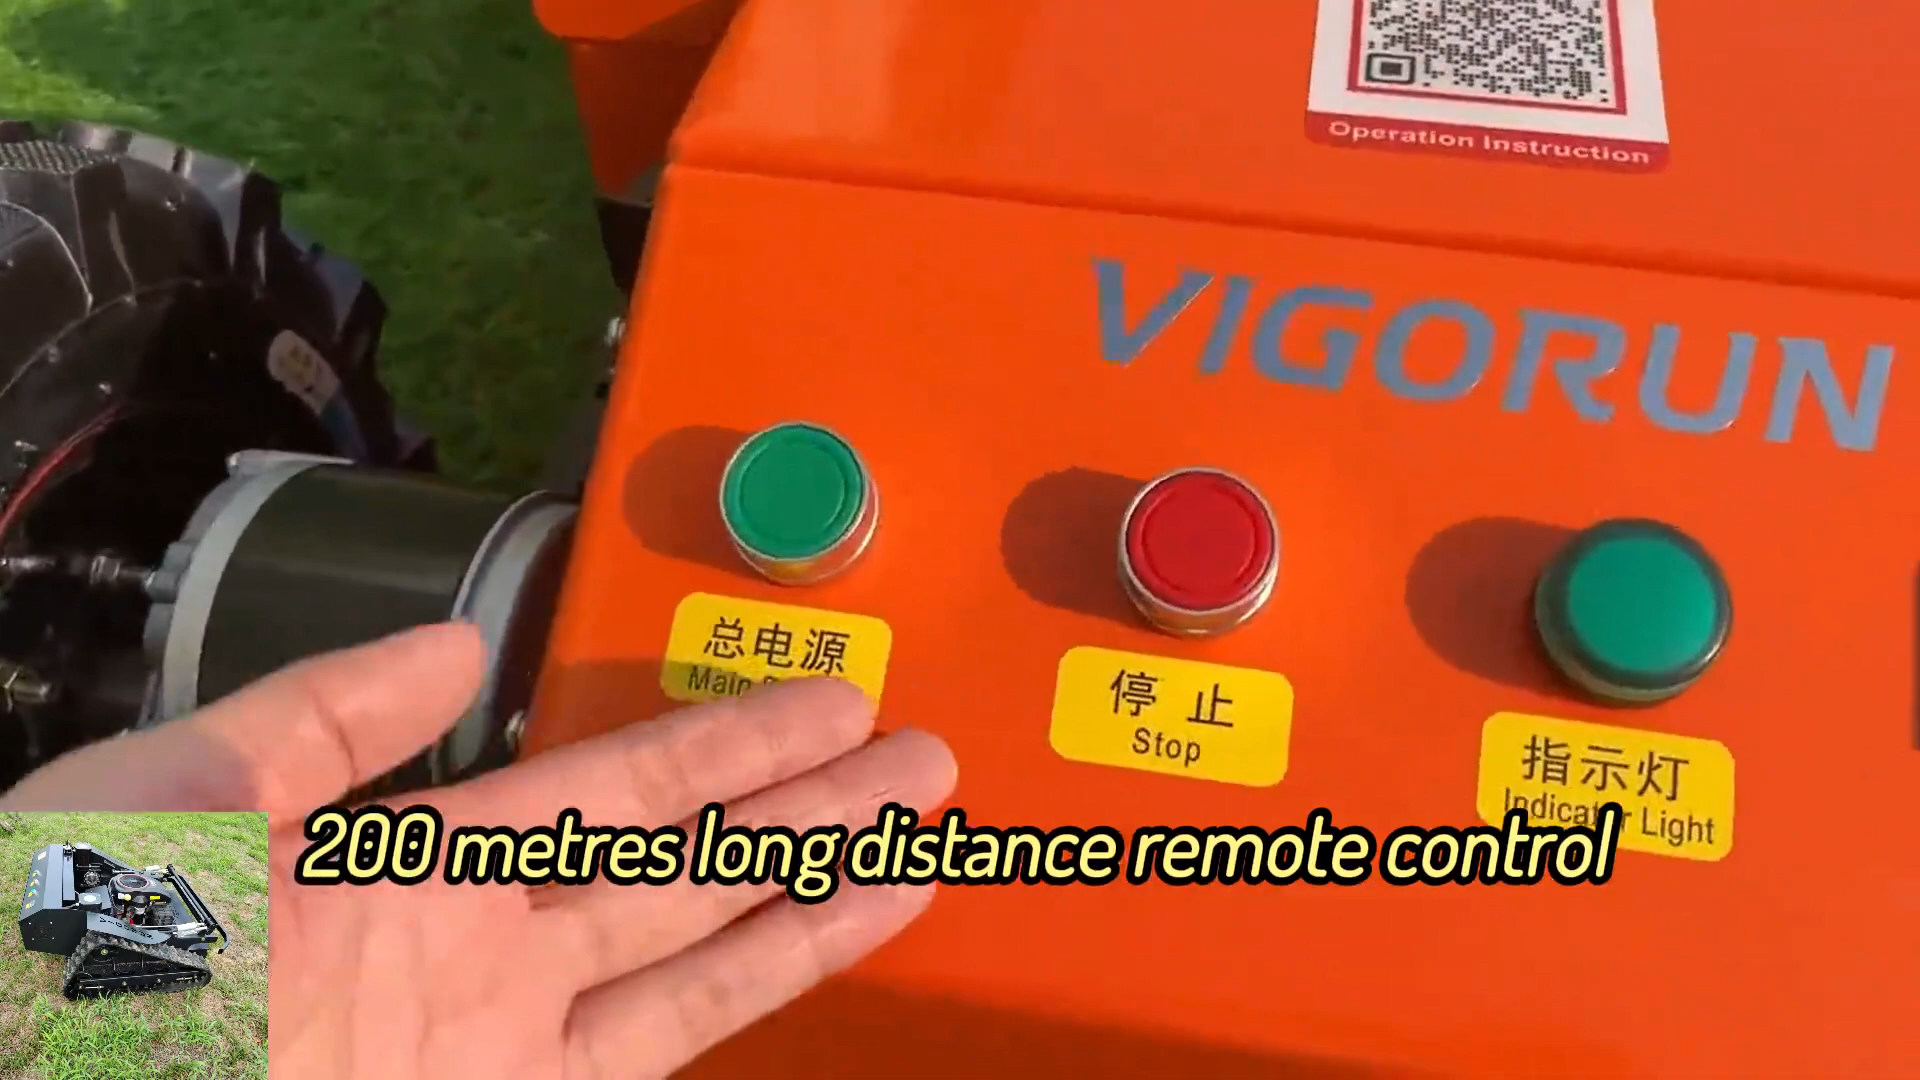 Operation Instruction
VIGORUN
总电源
Main
停止
Stop
指示灯
Indicator Light
200 metres long distance remote control